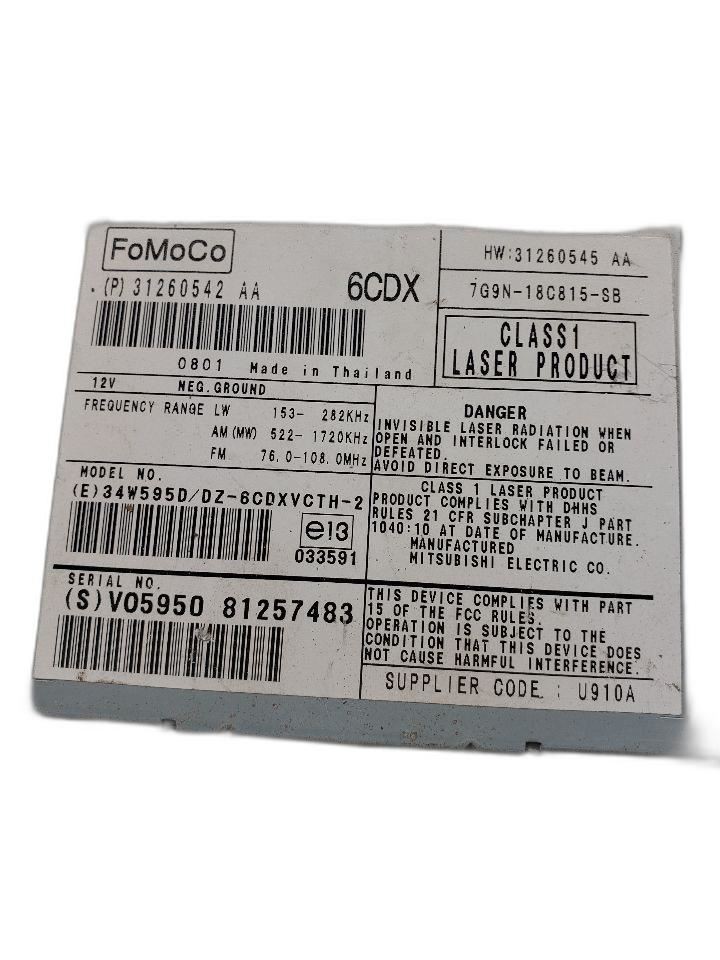 FoMoCo
(P) 31260542 AA
6CDX
0801 Made in Thailand
HW:31260545 AA
7G9N-18C815-SB
CLASS1
LASER PRODUCT
12V NEG.GROUND
FREQUENCY RANGE LW 153- 282KHz
AM (MW) 522- 1720KHz
FM 76.0-108.0MHz
DANGER
INVISIBLE LASER RADIATION WHEN
OPEN AND INTERLOCK FAILED OR
DEFEATED.
AVOID DIRECT EXPOSURE TO BEAM.
MODEL NO.
(E)34W595D/DZ-6CDXVCTH-2
e13
033591
CLASS 1 LASER PRODUCT
PRODUCT COMPLIES WITH DHHS
RULES 21 CFR SUBCHAPTER J PART
1040:10 AT DATE OF MANUFACTURE.
MANUFACTURED
MITSUBISHI ELECTRIC CO.
SERIAL NO.
(S)V05950 81257483
THIS DEVICE COMPLIES WITH PART
15 OF THE FCC RULES.
OPERATION IS SUBJECT TO THE
CONDITION THAT THIS DEVICE DOES
NOT CAUSE HARMFUL INTERFERENCE.
SUPPLIER CODE : U910A